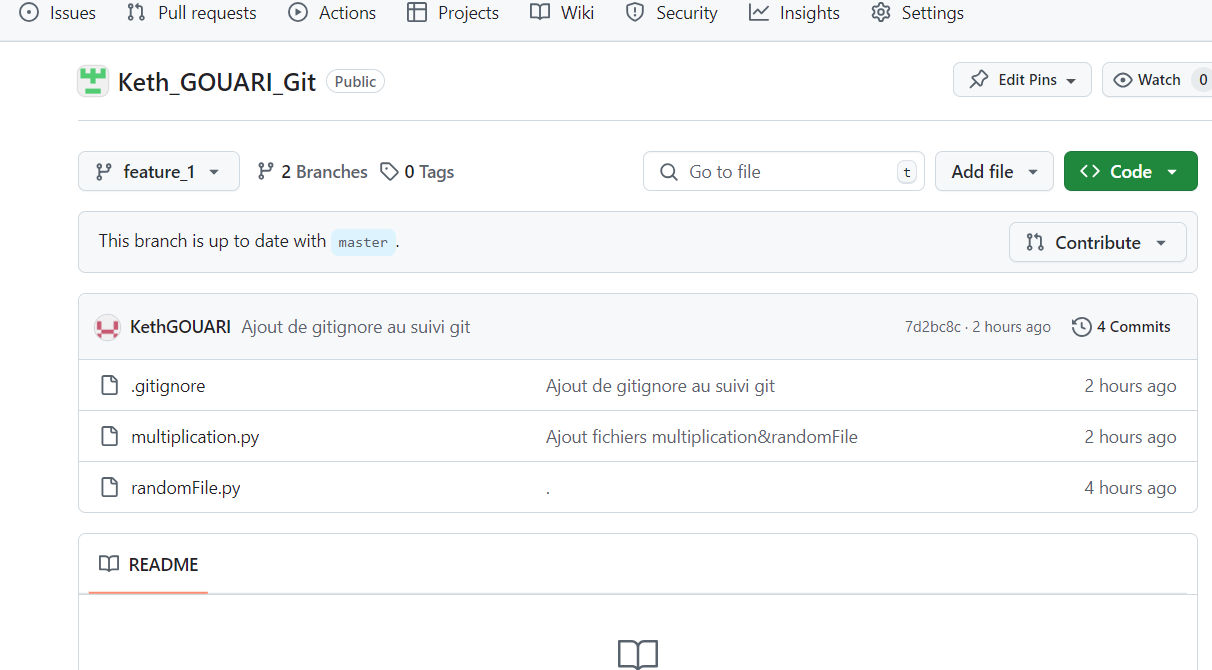 Issues Pull requests Actions Projects Wiki Security Insights Settings
Keth_GOUARI_Git Public Edit Pins Watch 0
feature_1 2 Branches 0 Tags Go to file t Add file Code
This branch is up to date with master . Contribute
KethGOUARI Ajout de gitignore au suivi git 7d2bc8c · 2 hours ago 4 Commits
.gitignore Ajout de gitignore au suivi git 2 hours ago
multiplication.py Ajout fichiers multiplication&randomFile 2 hours ago
randomFile.py . 4 hours ago
README